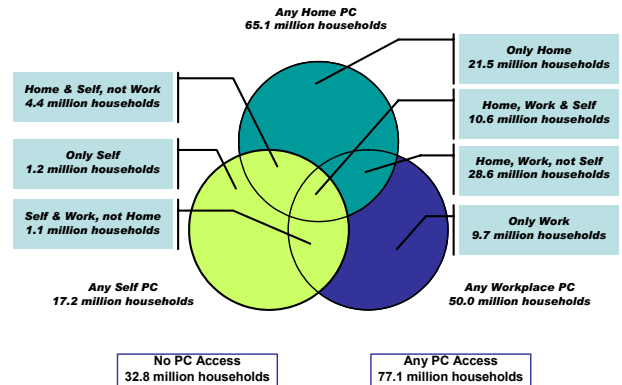 Any Home PC
65.1 million households
Only Home
21.5 million households
Home & Self, not Work
4.4 million households
Home, Work & Self
10.6 million households
Only Self
1.2 million households
Home, Work, not Self
28.6 million households
Self & Work, not Home
1.1 million households
Only Work
9.7 million households
Any Self PC
17.2 million households
Any Workplace PC
50.0 million households
No PC Access
32.8 million households
Any PC Access
77.1 million households